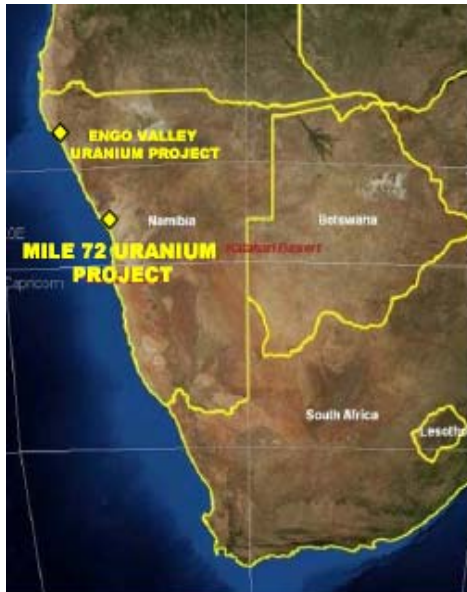 ENGO VALLEY
URANIUM PROJECT
Namibia
Botswana
MILE 72 URANIUM
PROJECT
Kalahari Desert
Capricorn
South Africa
Lesotho